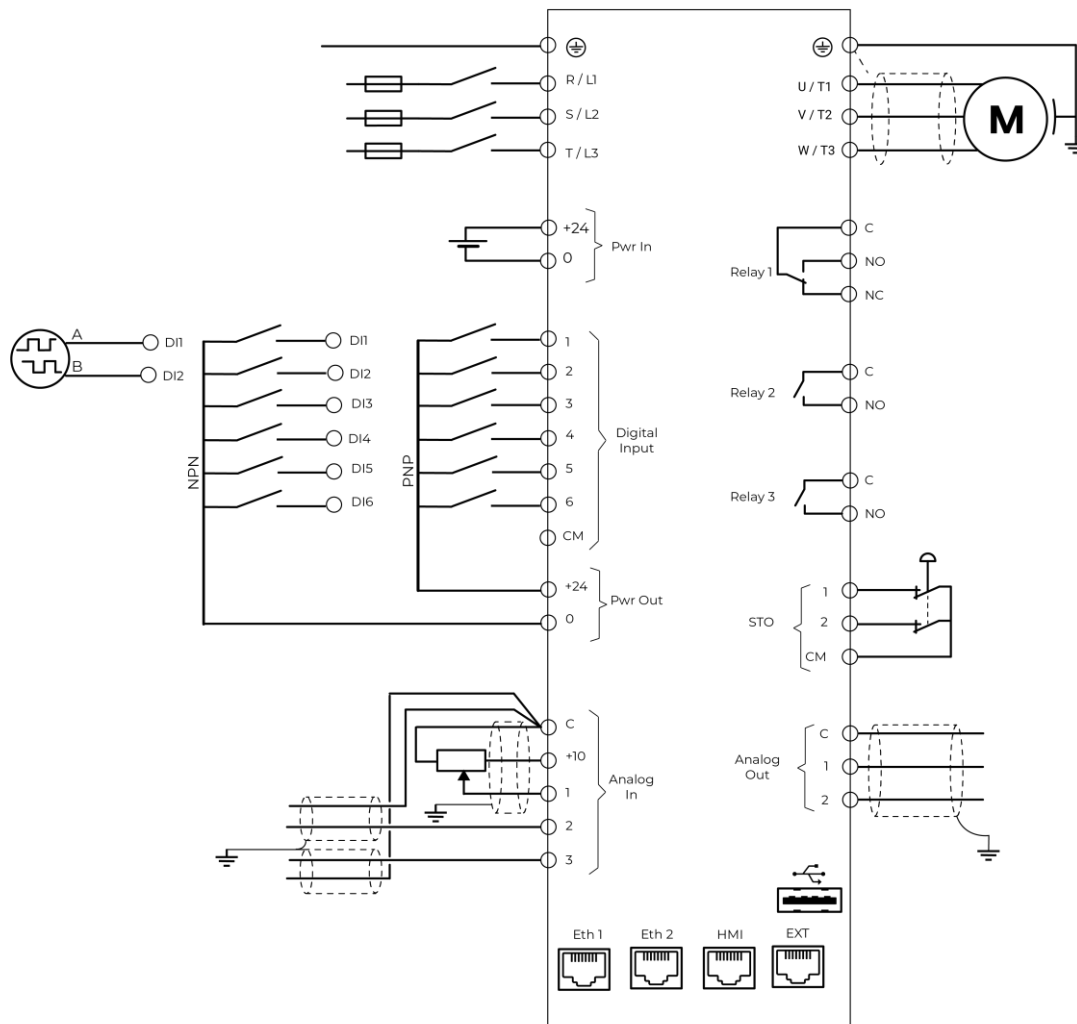 R / L1
S / L2
T / L3
U / T1
V / T2
W / T3
M
+24
0
Pwr In
Relay 1
C
NO
NC
A
B
DI1
DI2
NPN
DI1
DI2
DI3
DI4
DI5
DI6
PNP
1
2
3
4
5
6
CM
Digital
Input
Relay 2
C
NO
Relay 3
C
NO
+24
0
Pwr Out
STO
1
2
CM
C
+10
1
2
3
Analog
In
Analog
Out
C
1
2
Eth 1
Eth 2
HMI
EXT